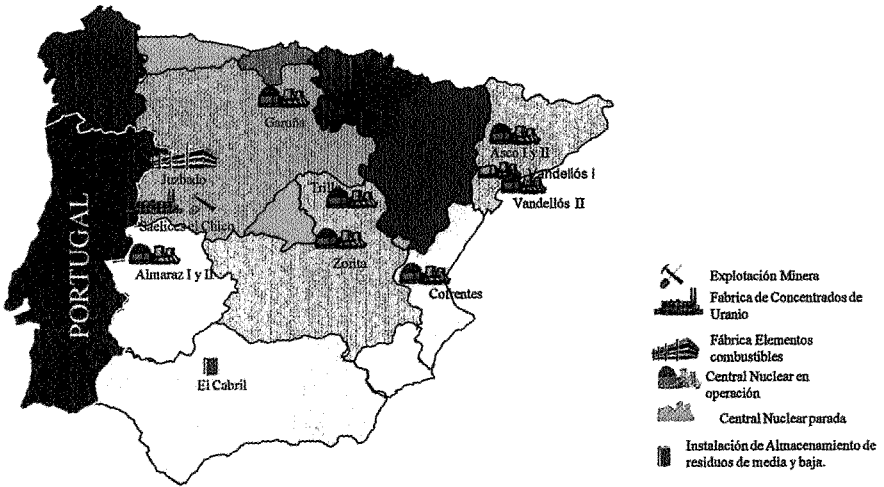 Garoña
Juzbado
Saelices el Chico
Trillo
Zorita
Almaraz I y II
Ascó I y II
Vandellós I
Vandellós II
Cofrentes
El Cabril
PORTUGAL
Explotación Minera
Fabrica de Concentrados de
Uranio
Fábrica Elementos
combustibles
Central Nuclear en
operación
Central Nuclear parada
Instalación de Almacenamiento de
residuos de media y baja.